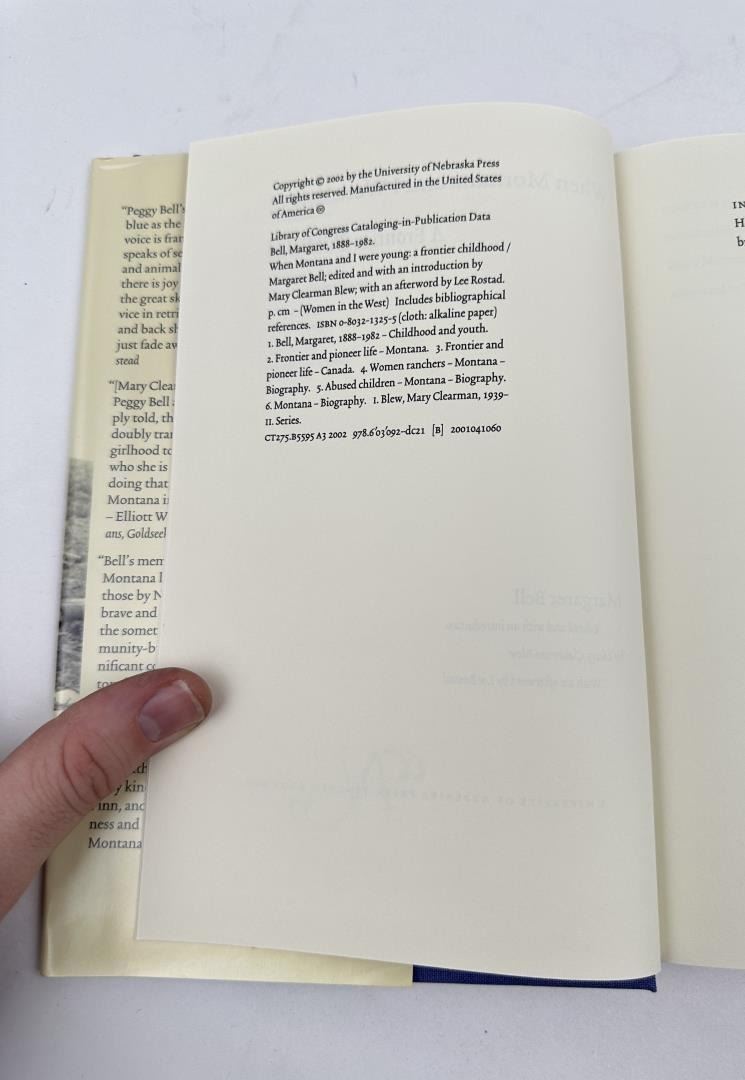 "Peggy Bell's
blue as the
voice is fran
speaks of se
and animal
there is joy
the great sk
vice in retri
and back sh
just fade aw
stead
"[Mary Clea
Peggy Bell
ply told, th
doubly tran
girlhood to
who she is
doing that
Montana i
– Elliott W
ans, Goldseek
"Bell's mem
Montana l
those by N
brave and
the somet
munity-b
nificant co
y kin
inn, and
ness and
Montana
Copyright © 2002 by the University of Nebraska Press
All rights reserved. Manufactured in the United States
of America ∞
Library of Congress Cataloging-in-Publication Data
Bell, Margaret, 1888–1982.
When Montana and I were young: a frontier childhood /
Margaret Bell; edited and with an introduction by
Mary Clearman Blew; with an afterword by Lee Rostad.
p. cm – (Women in the West) Includes bibliographical
references. ISBN 0-8032-1325-5 (cloth: alkaline paper)
1. Bell, Margaret, 1888–1982 – Childhood and youth.
2. Frontier and pioneer life – Montana. 3. Frontier and
pioneer life – Canada. 4. Women ranchers – Montana –
Biography. 5. Abused children – Montana – Biography.
6. Montana – Biography. I. Blew, Mary Clearman, 1939–
II. Series.
CT275.B5595 A3 2002 978.6'03'092–dc21 [B] 2001041060
IN
H
b